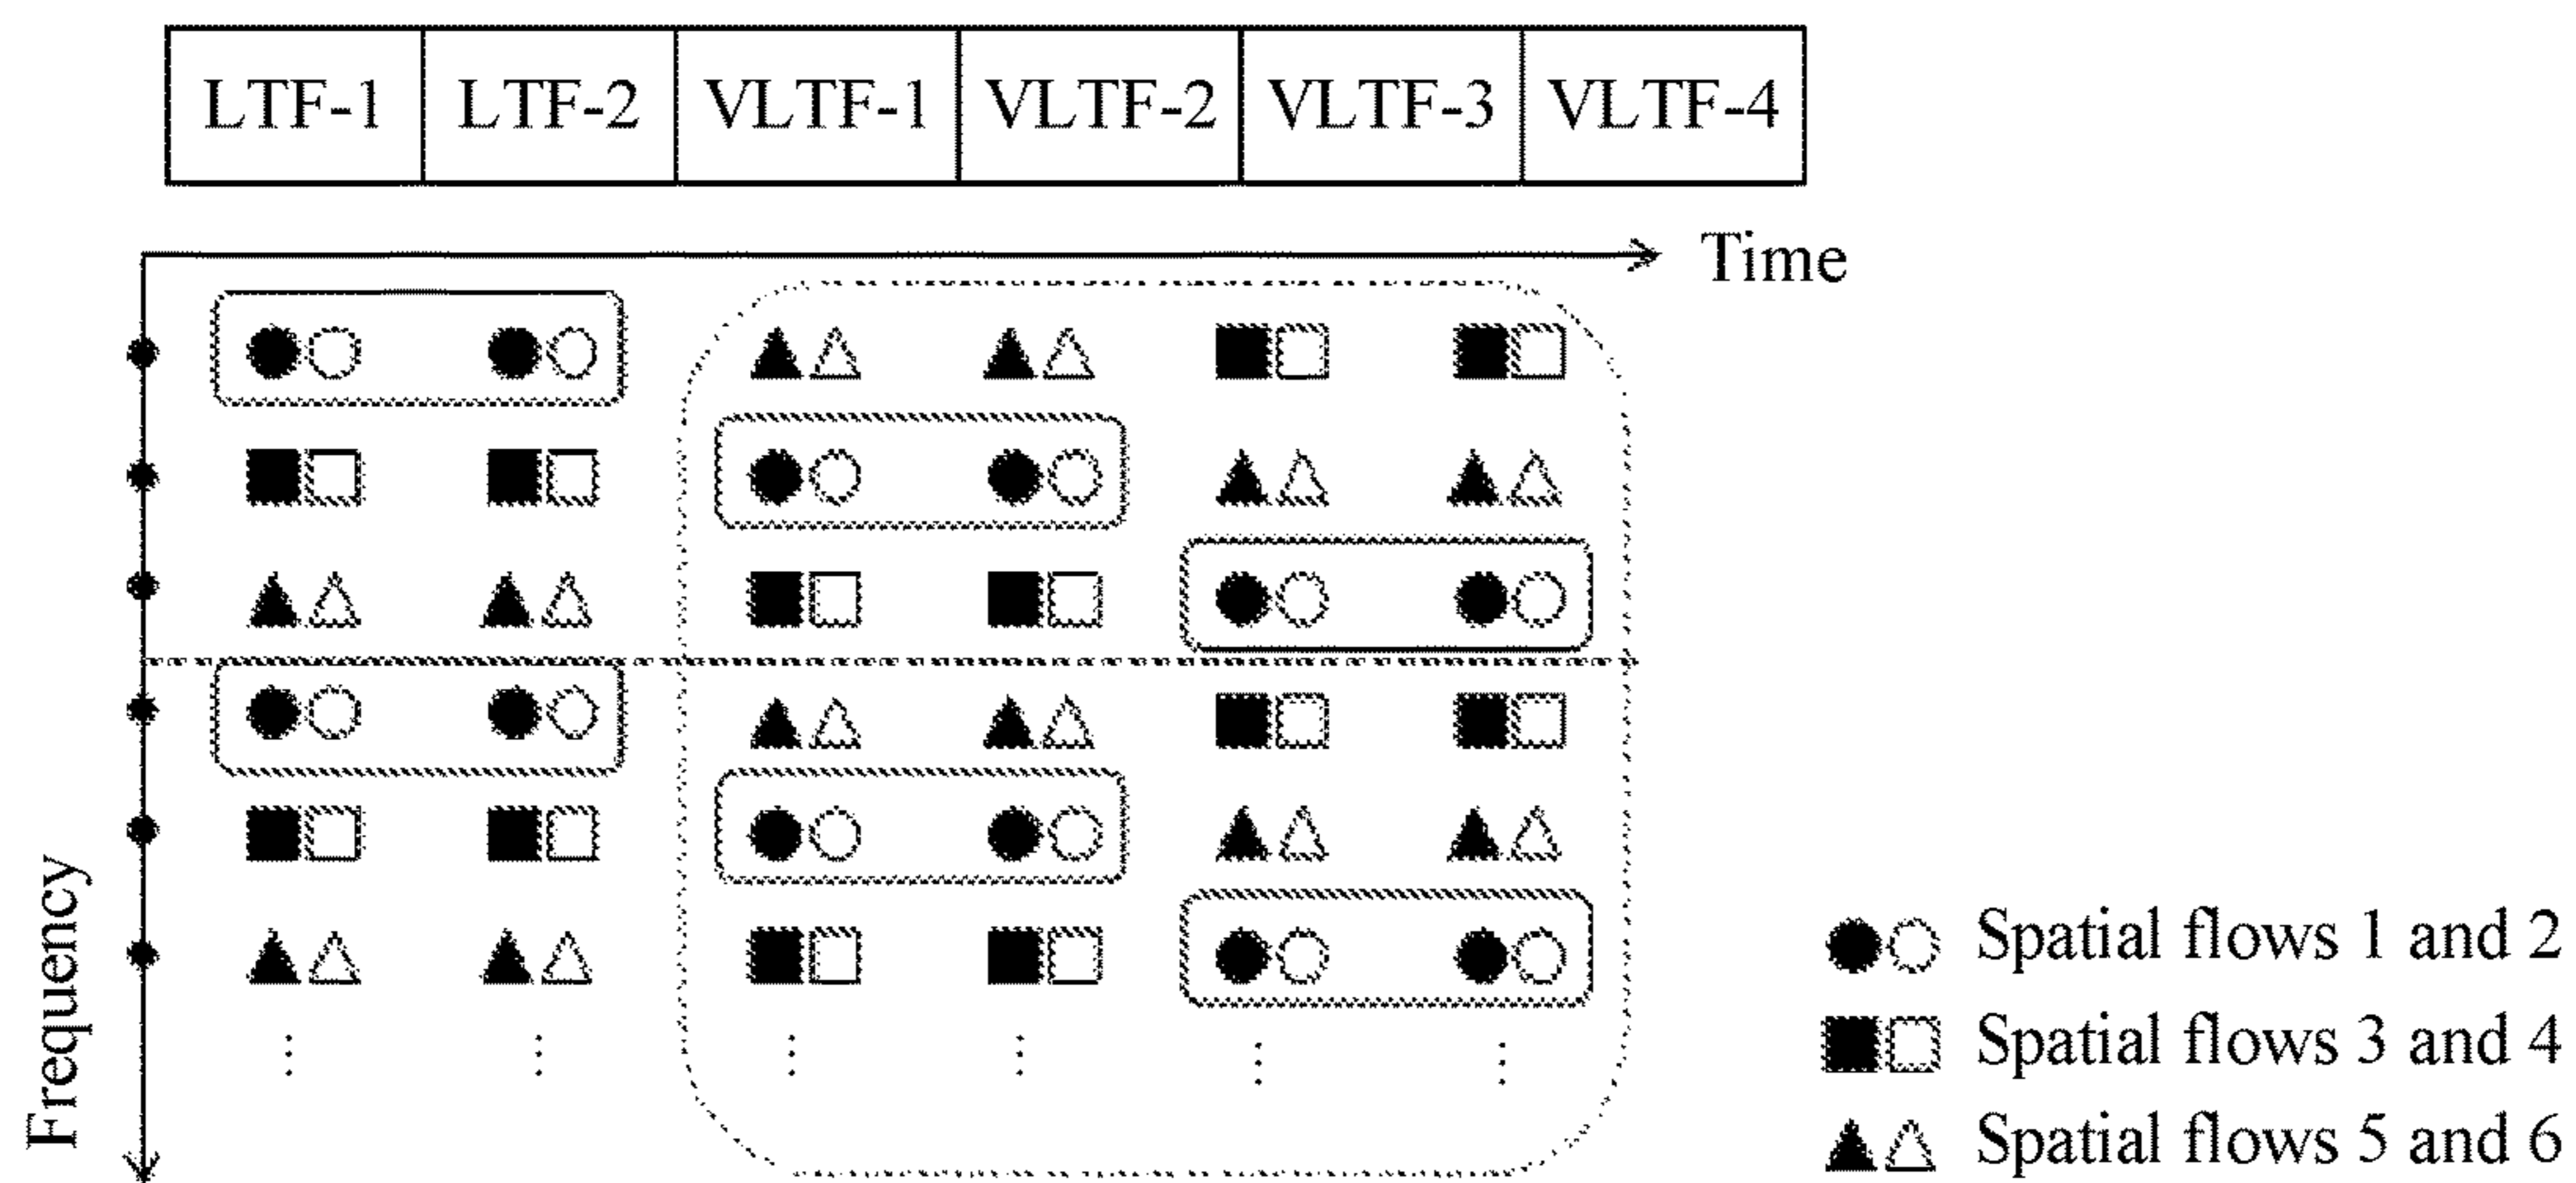 LTF-1 LTF-2 VLTF-1 VLTF-2 VLTF-3 VLTF-4
Time
Frequency
Spatial flows 1 and 2
Spatial flows 3 and 4
Spatial flows 5 and 6